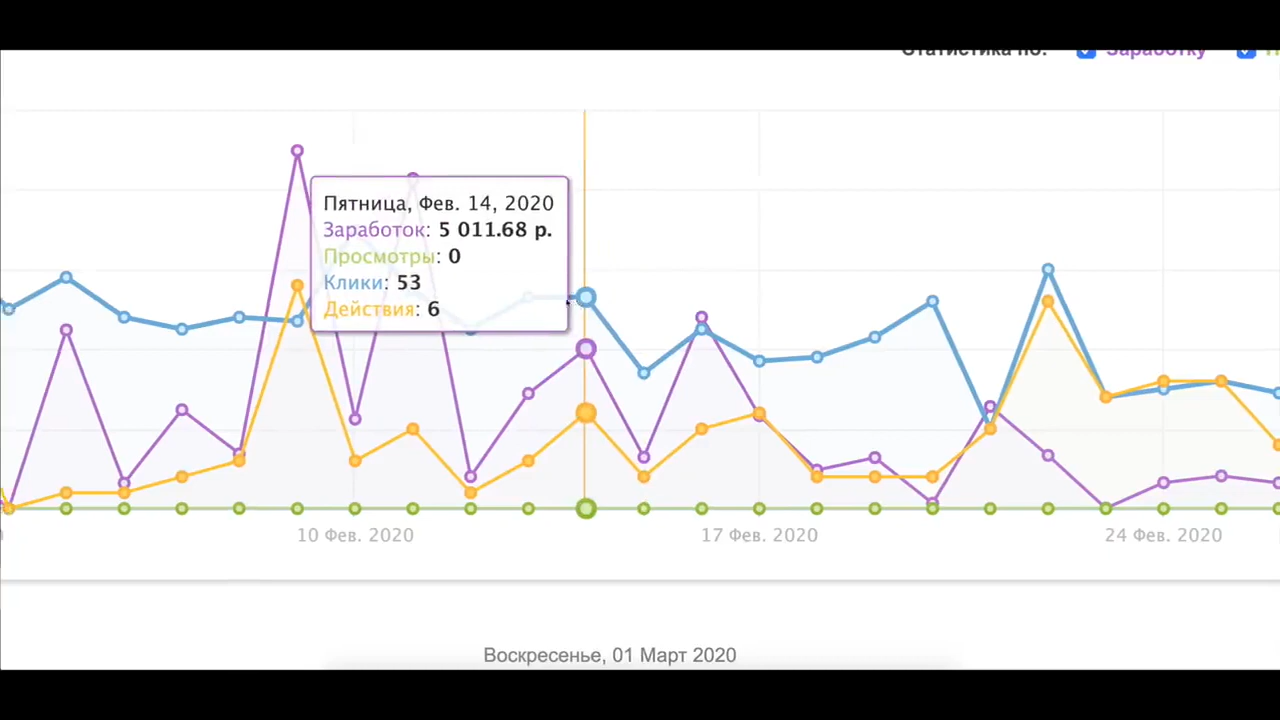 Статистика по: Заработку
Пятница, Фев. 14, 2020
Заработок: 5 011.68 р.
Просмотры: 0
Клики: 53
Действия: 6
10 Фев. 2020 17 Фев. 2020 24 Фев. 2020
Воскресенье, 01 Март 2020